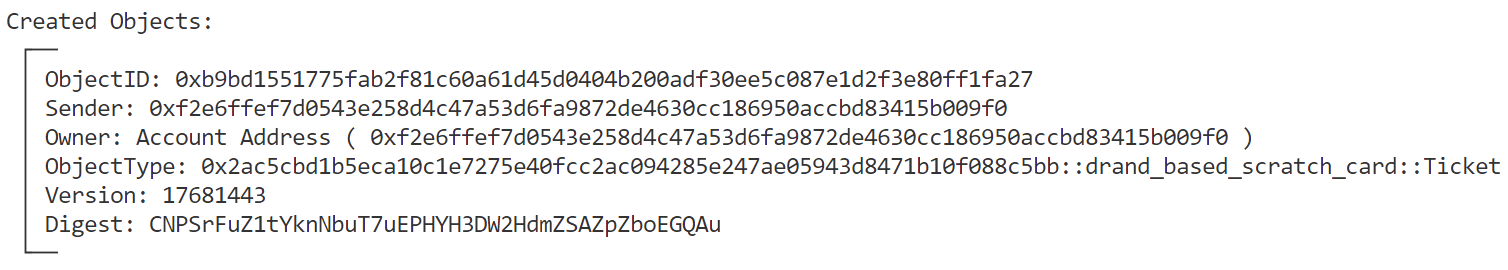 Created Objects:
ObjectID: 0xb9bd1551775fab2f81c60a61d45d0404b200adf30ee5c087e1d2f3e80ff1fa27
Sender: 0xf2e6ffef7d0543e258d4c47a53d6fa9872de4630cc186950accbd83415b009f0
Owner: Account Address ( 0xf2e6ffef7d0543e258d4c47a53d6fa9872de4630cc186950accbd83415b009f0 )
ObjectType: 0x2ac5cbd1b5eca10c1e7275e40fcc2ac094285e247ae05943d8471b10f088c5bb::drand_based_scratch_card::Ticket
Version: 17681443
Digest: CNPSrFuZ1tYknNbuT7uEPHYH3DW2HdmZSAZpZboEGQAu